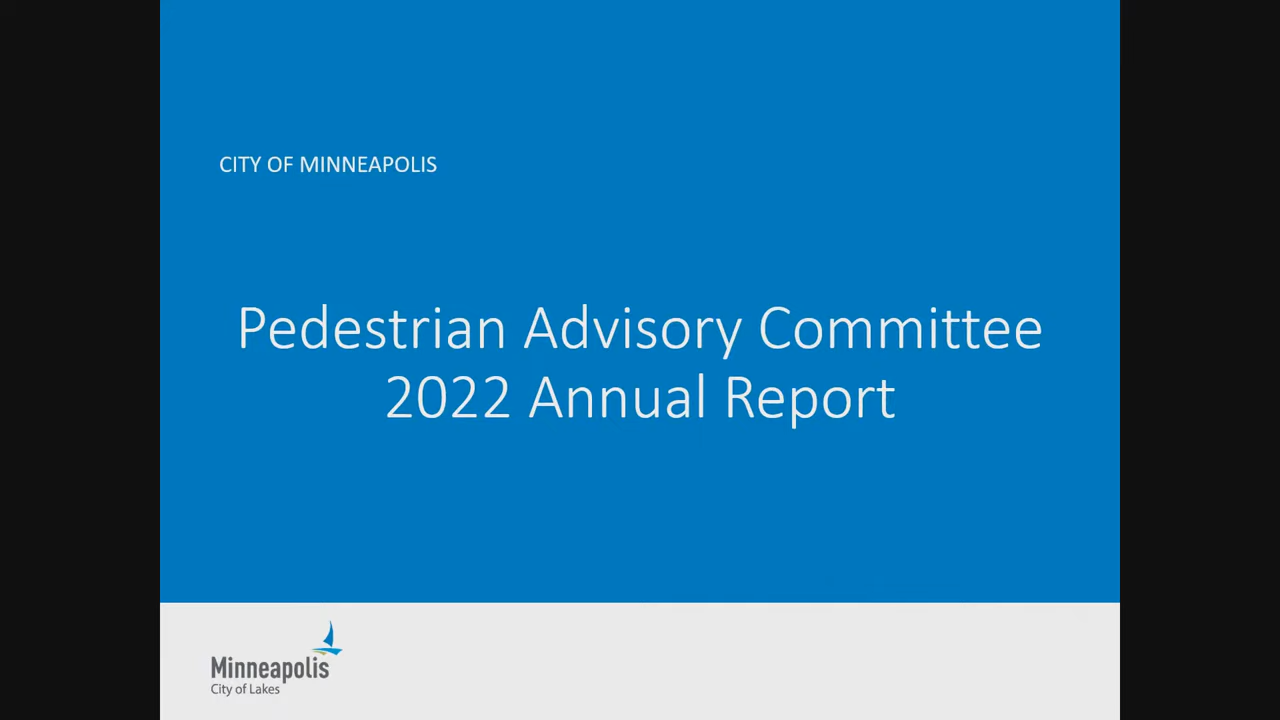 CITY OF MINNEAPOLIS
Pedestrian Advisory Committee
2022 Annual Report
Minneapolis
City of Lakes